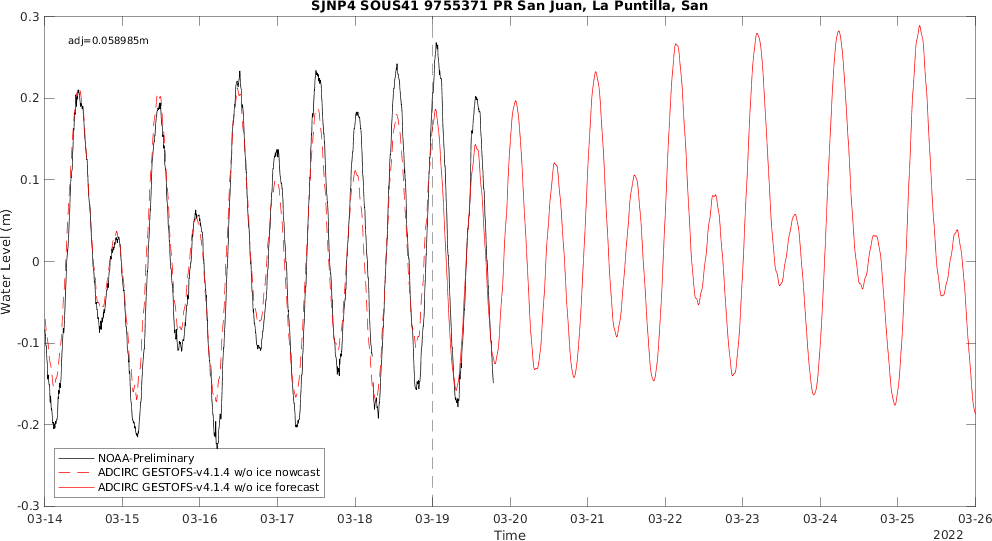 SJNP4 SOUS41 9755371 PR San Juan, La Puntilla, San
adj=0.058985m
0.3
0.2
0.1
0
-0.1
-0.2
-0.3
Water Level (m)
NOAA-Preliminary
ADCIRC GESTOFS-v4.1.4 w/o ice nowcast
ADCIRC GESTOFS-v4.1.4 w/o ice forecast
03-14 03-15 03-16 03-17 03-18 03-19 03-20 03-21 03-22 03-23 03-24 03-25 03-26
Time
2022